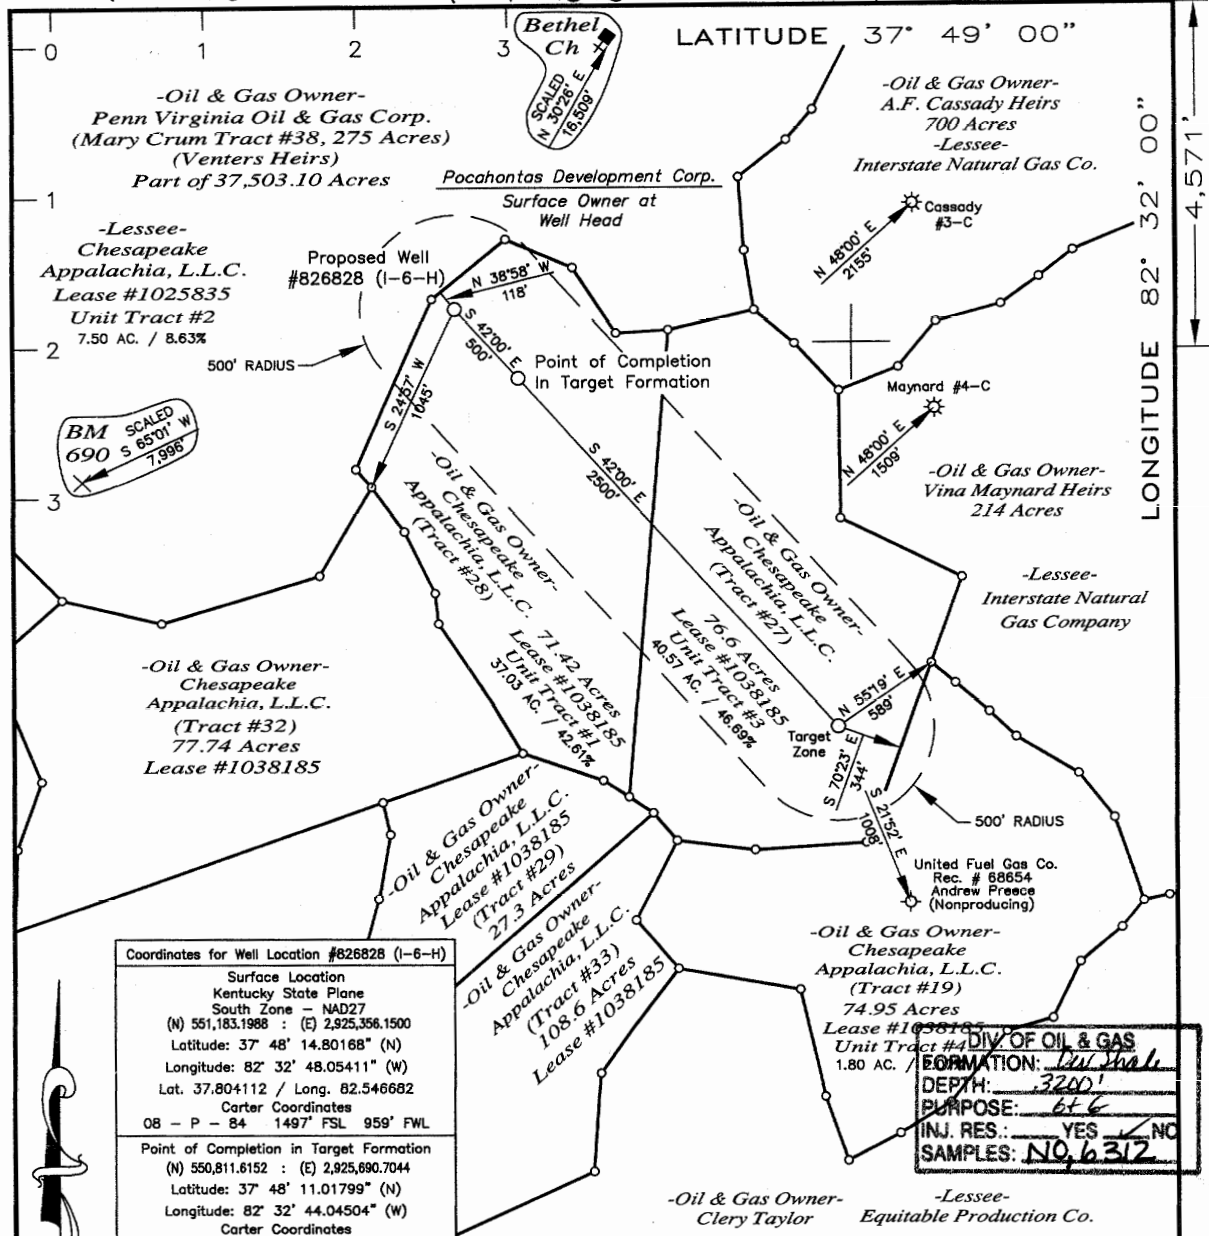 0 1 2 3
LATITUDE 37° 49' 00"
Bethel
Ch
SCALED
N 30°26' E
16,509'
-Oil & Gas Owner-
Penn Virginia Oil & Gas Corp.
(Mary Crum Tract #38, 275 Acres)
(Venters Heirs)
Part of 37,503.10 Acres
-Oil & Gas Owner-
A.F. Cassady Heirs
700 Acres
-Lessee-
Interstate Natural Gas Co.
LONGITUDE 82° 32' 00"
4,571'
Pocahontas Development Corp.
Surface Owner at
Well Head
1
2
3
-Lessee-
Chesapeake
Appalachia, L.L.C.
Lease #1025835
Unit Tract #2
7.50 AC. / 8.63%
Proposed Well
#826828 (I-6-H)
N 38°58' W
118'
Cassady
#3-C
N 48°00' E
2155'
500' RADIUS
S 42°00' E
500'
Point of Completion
In Target Formation
S 24°57' W
1045'
Maynard #4-C
N 48°00' E
1509'
BM
690
SCALED
S 65°01' W
7,996'
S 42°00' E
2500'
-Oil & Gas Owner-
Vina Maynard Heirs
214 Acres
-Lessee-
Interstate Natural
Gas Company
-Oil & Gas Owner-
Chesapeake
Appalachia, L.L.C.
(Tract #28)
71.42 Acres
Lease #1038185
Unit Tract #1
37.03 AC. / 42.61%
-Oil & Gas Owner-
Chesapeake
Appalachia, L.L.C.
(Tract #27)
76.6 Acres
Lease #1038185
Unit Tract #3
40.57 AC. / 46.69%
-Oil & Gas Owner-
Chesapeake
Appalachia, L.L.C.
(Tract #32)
77.74 Acres
Lease #1038185
N 55°19' E
589'
Target
Zone
S 70°23' E
344'
S 21°52' E
1008'
500' RADIUS
United Fuel Gas Co.
Rec. # 68654
Andrew Preece
(Nonproducing)
-Oil & Gas Owner-
Chesapeake
Appalachia, L.L.C.
Lease #1038185
(Tract #29)
27.3 Acres
-Oil & Gas Owner-
Chesapeake
Appalachia, L.L.C.
(Tract #33)
108.6 Acres
Lease #1038185
-Oil & Gas Owner-
Chesapeake
Appalachia, L.L.C.
(Tract #19)
74.95 Acres
Lease #1038185
Unit Tract #4
1.80 AC. /
DIV. OF OIL & GAS
FORMATION: Dev Shale
DEPTH: 3200'
PURPOSE:
INJ. RES.: YES ✓ NO
SAMPLES: NO, 6312
Coordinates for Well Location #826828 (I-6-H)
Surface Location
Kentucky State Plane
South Zone - NAD27
(N) 551,183.1988 : (E) 2,925,356.1500
Latitude: 37° 48' 14.80168" (N)
Longitude: 82° 32' 48.05411" (W)
Lat. 37.804112 / Long. 82.546682
Carter Coordinates
08 - P - 84 1497' FSL 959' FWL
Point of Completion in Target Formation
(N) 550,811.6152 : (E) 2,925,690.7044
Latitude: 37° 48' 11.01799" (N)
Longitude: 82° 32' 44.04504" (W)
Carter Coordinates
-Oil & Gas Owner-
Clery Taylor
-Lessee-
Equitable Production Co.